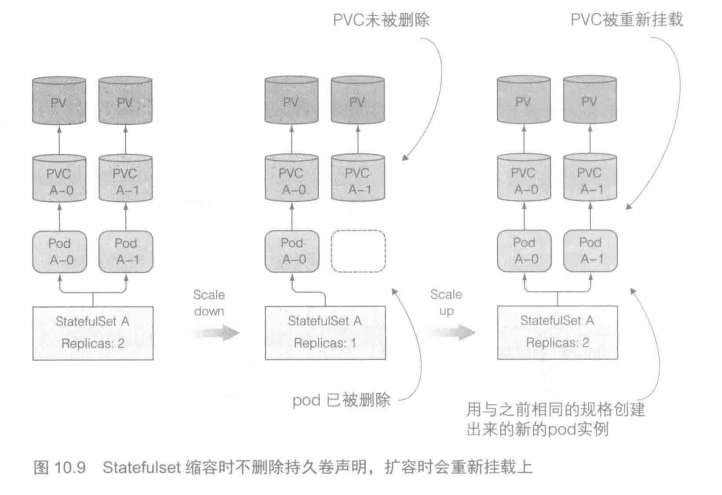 PVC未被删除
PVC被重新挂载
PV
PV
PV
PV
PV
PV
PVC
A-0
PVC
A-1
PVC
A-0
PVC
A-1
PVC
A-0
PVC
A-1
Pod
A-0
Pod
A-1
Pod
A-0
Pod
A-0
Pod
A-1
Scale
down
Scale
up
StatefulSet A
Replicas: 2
StatefulSet A
Replicas: 1
StatefulSet A
Replicas: 2
pod 已被删除
用与之前相同的规格创建
出来的新的pod实例
图 10.9 Statefulset 缩容时不删除持久卷声明，扩容时会重新挂载上